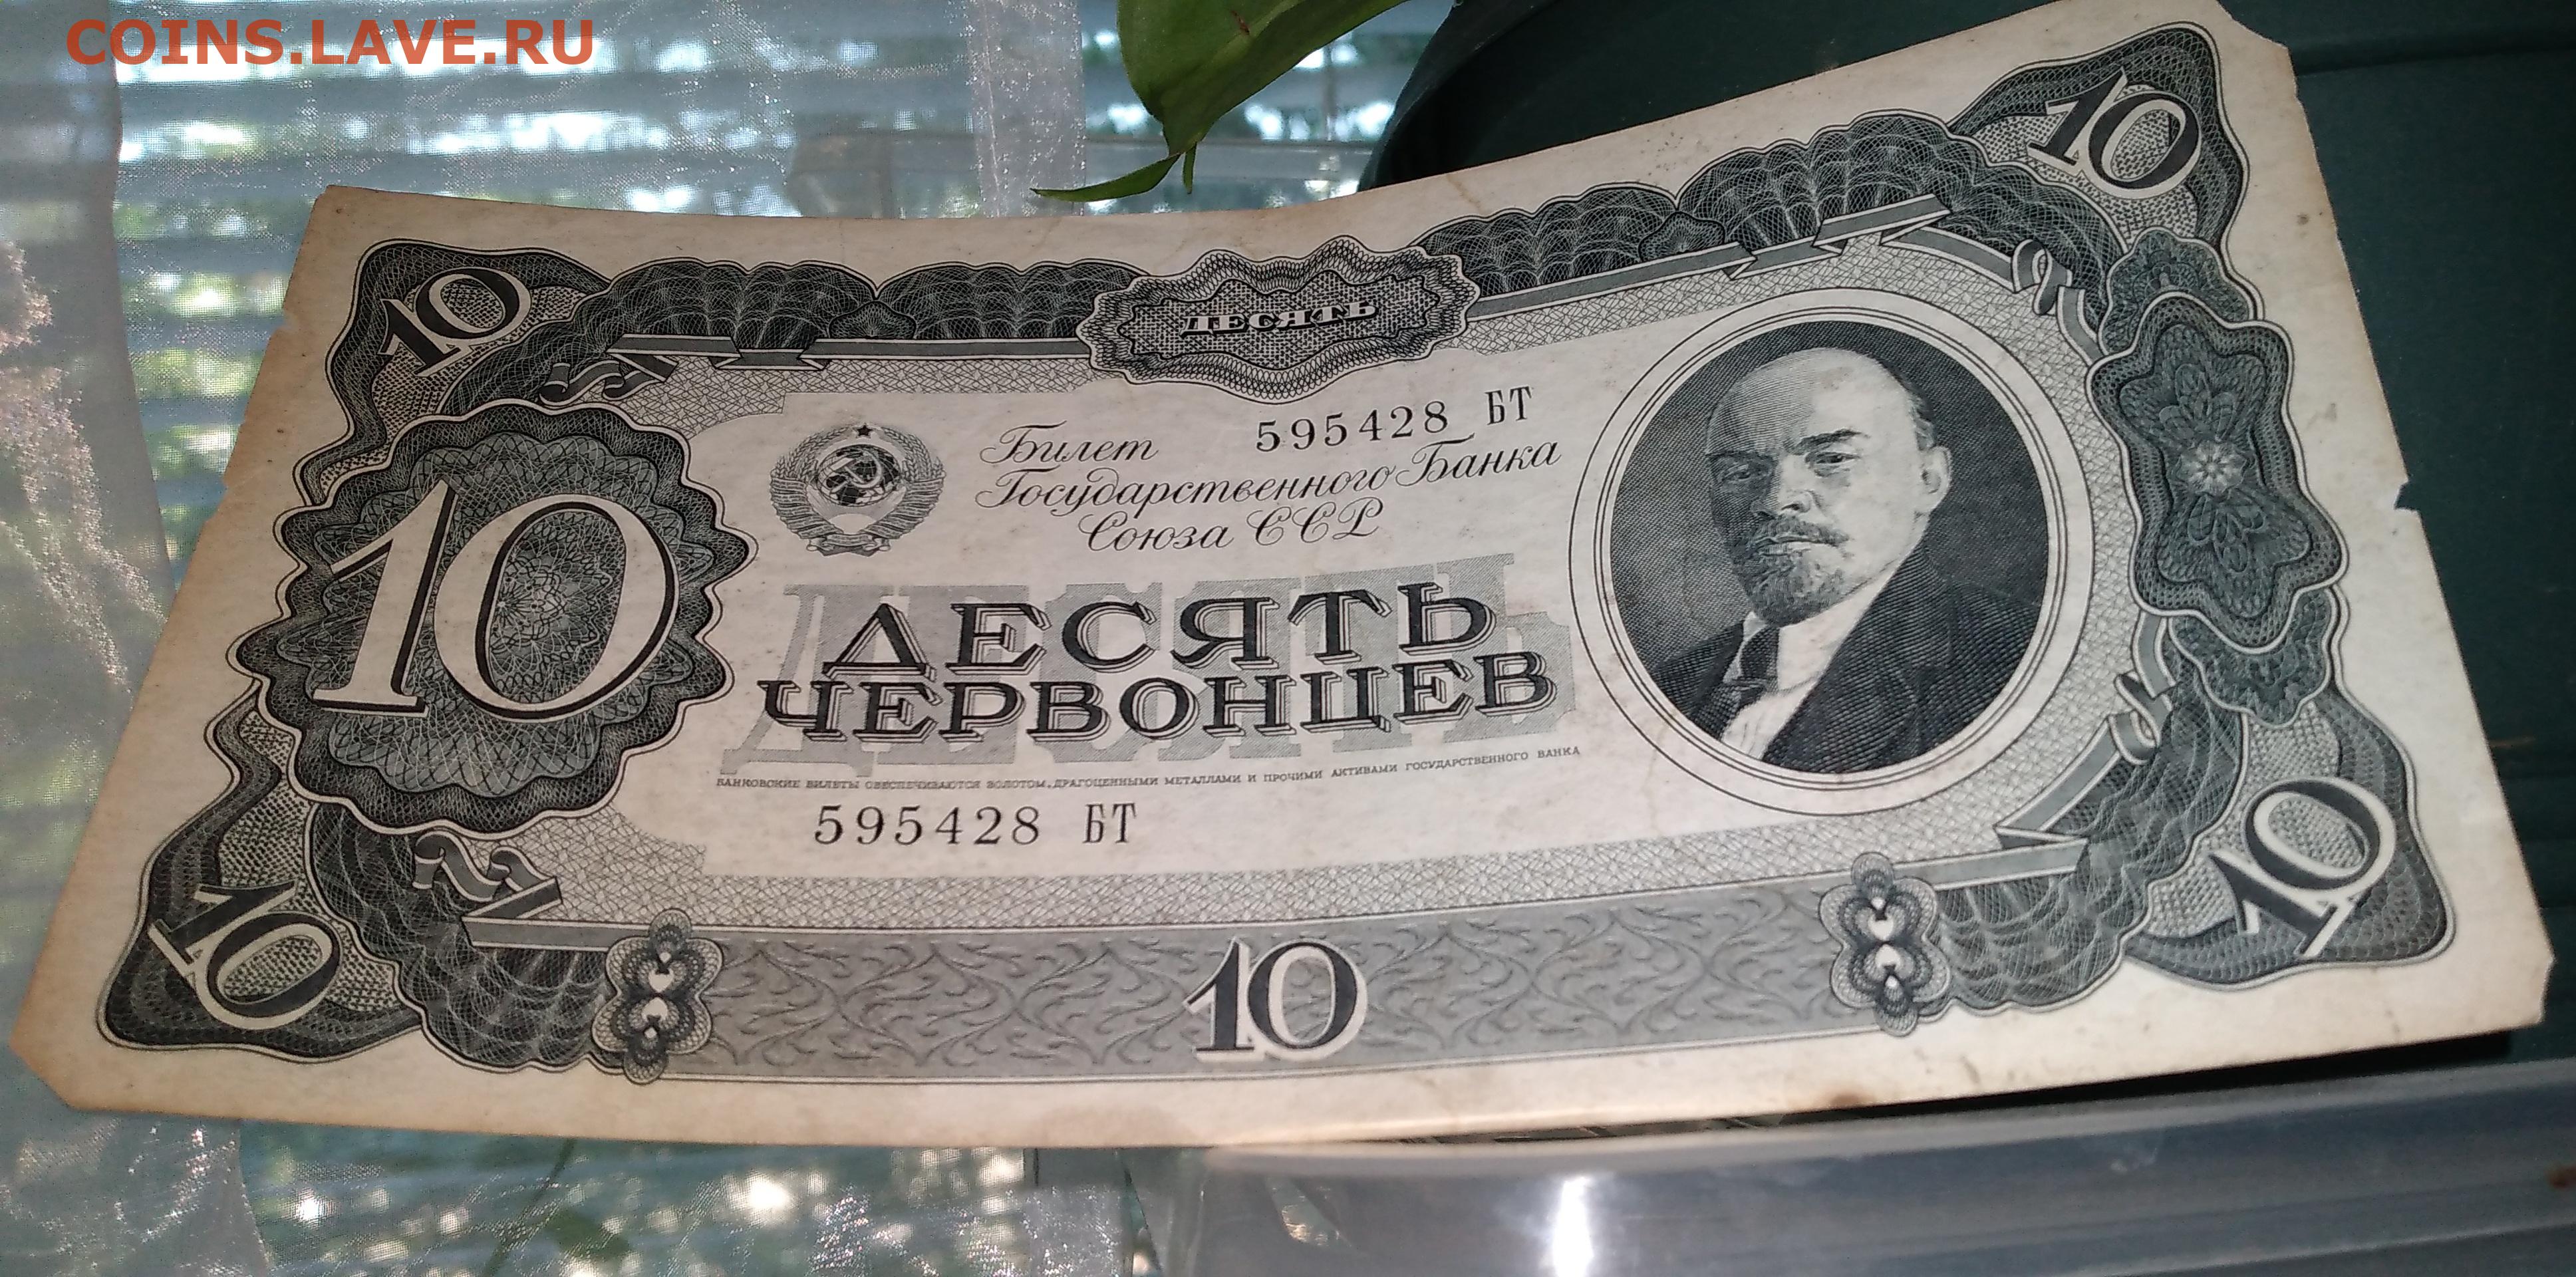 COINS.LAVE.RU
10
10
ДЕСЯТЬ
10
595428 БТ
Билет
Государственного Банка
Союза ССР
ДЕСЯТЬ
ДЕСЯТЬ
ЧЕРВОНЦЕВ
БАНКОВСКИЕ БИЛЕТЫ ОБЕСПЕЧИВАЮТСЯ ЗОЛОТОМ, ДРАГОЦЕННЫМИ МЕТАЛЛАМИ И ПРОЧИМИ АКТИВАМИ ГОСУДАРСТВЕННОГО БАНКА
595428 БТ
10
10
10